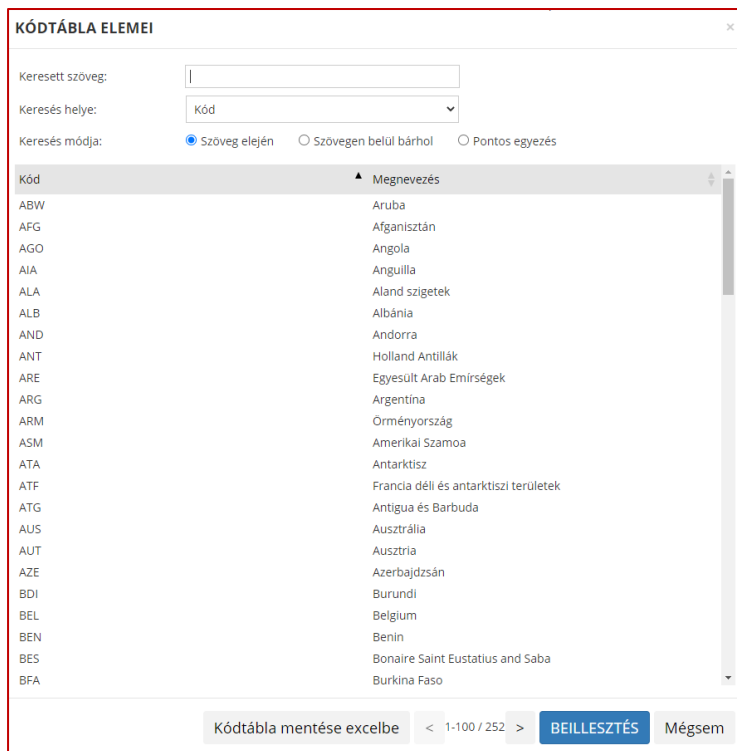 KÓDTÁBLA ELEMEI ×
Keresett szöveg:
Keresés helye: Kód
Keresés módja: Szöveg elején Szövegen belül bárhol Pontos egyezés
Kód Megnevezés
ABW Aruba
AFG Afganisztán
AGO Angola
AIA Anguilla
ALA Aland szigetek
ALB Albánia
AND Andorra
ANT Holland Antillák
ARE Egyesült Arab Emírségek
ARG Argentína
ARM Örményország
ASM Amerikai Szamoa
ATA Antarktisz
ATF Francia déli és antarktiszi területek
ATG Antigua és Barbuda
AUS Ausztrália
AUT Ausztria
AZE Azerbajdzsán
BDI Burundi
BEL Belgium
BEN Benin
BES Bonaire Saint Eustatius and Saba
BFA Burkina Faso
Kódtábla mentése excelbe < 1-100 / 252 > BEILLESZTÉS Mégsem